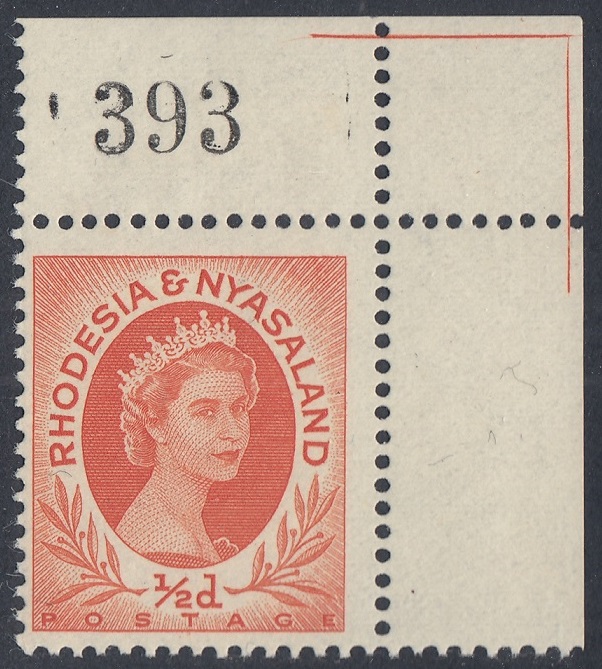 393
RHODESIA & NYASALAND
½d
POSTAGE